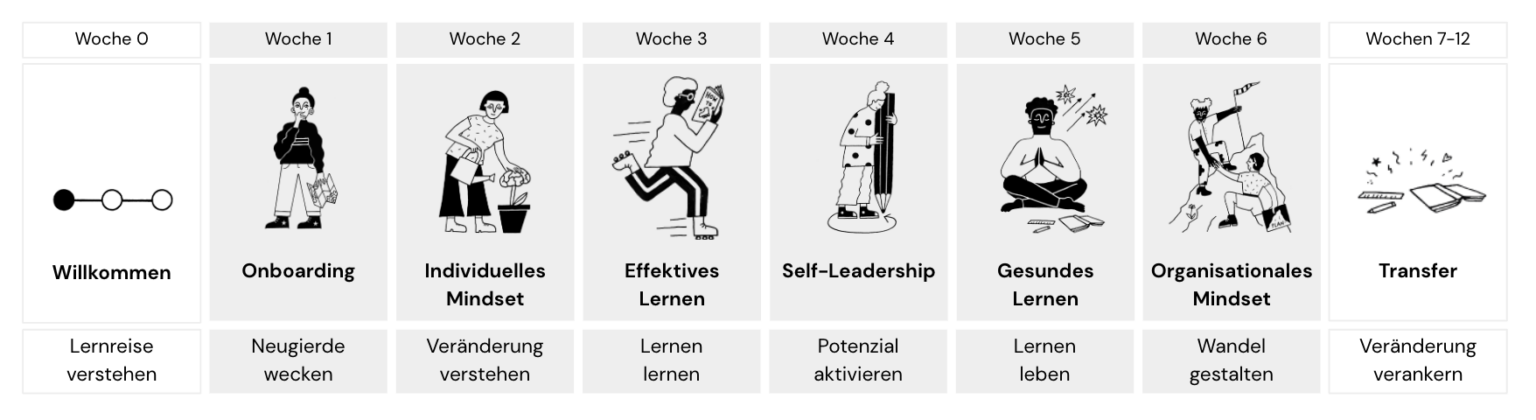 Woche 0
Woche 1
Woche 2
Woche 3
Woche 4
Woche 5
Woche 6
Wochen 7-12
Willkommen
Onboarding
Individuelles
Mindset
Effektives
Lernen
Self-Leadership
Gesundes
Lernen
Organisationales
Mindset
Transfer
Lernreise
verstehen
Neugierde
wecken
Veränderung
verstehen
Lernen
lernen
Potenzial
aktivieren
Lernen
leben
Wandel
gestalten
Veränderung
verankern